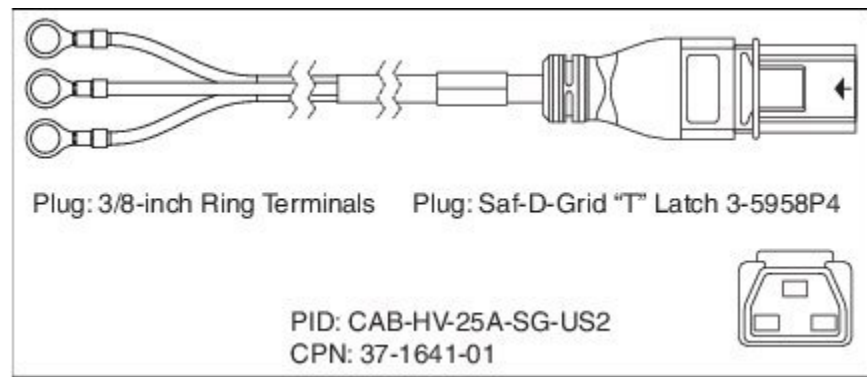 Plug: 3/8-inch Ring Terminals Plug: Saf-D-Grid “T” Latch 3-5958P4
PID: CAB-HV-25A-SG-US2
CPN: 37-1641-01